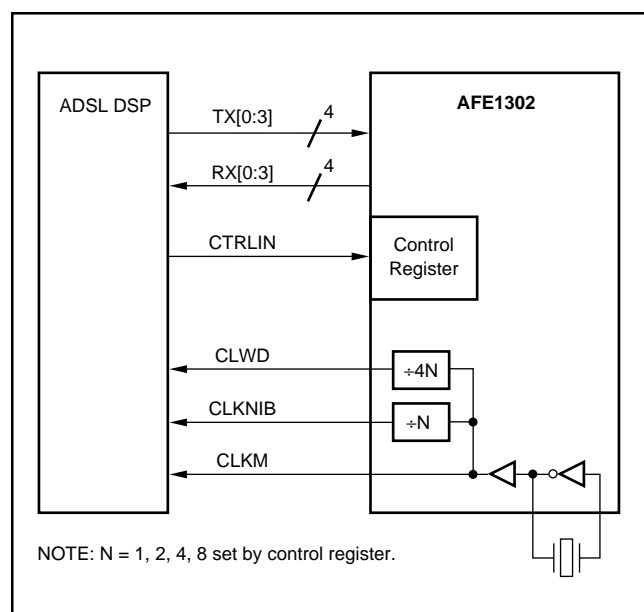 ADSL DSP
AFE1302
TX[0:3]
4
RX[0:3]
4
CTRLIN
Control
Register
CLWD
÷4N
CLKNIB
÷N
CLKM
NOTE: N = 1, 2, 4, 8 set by control register.